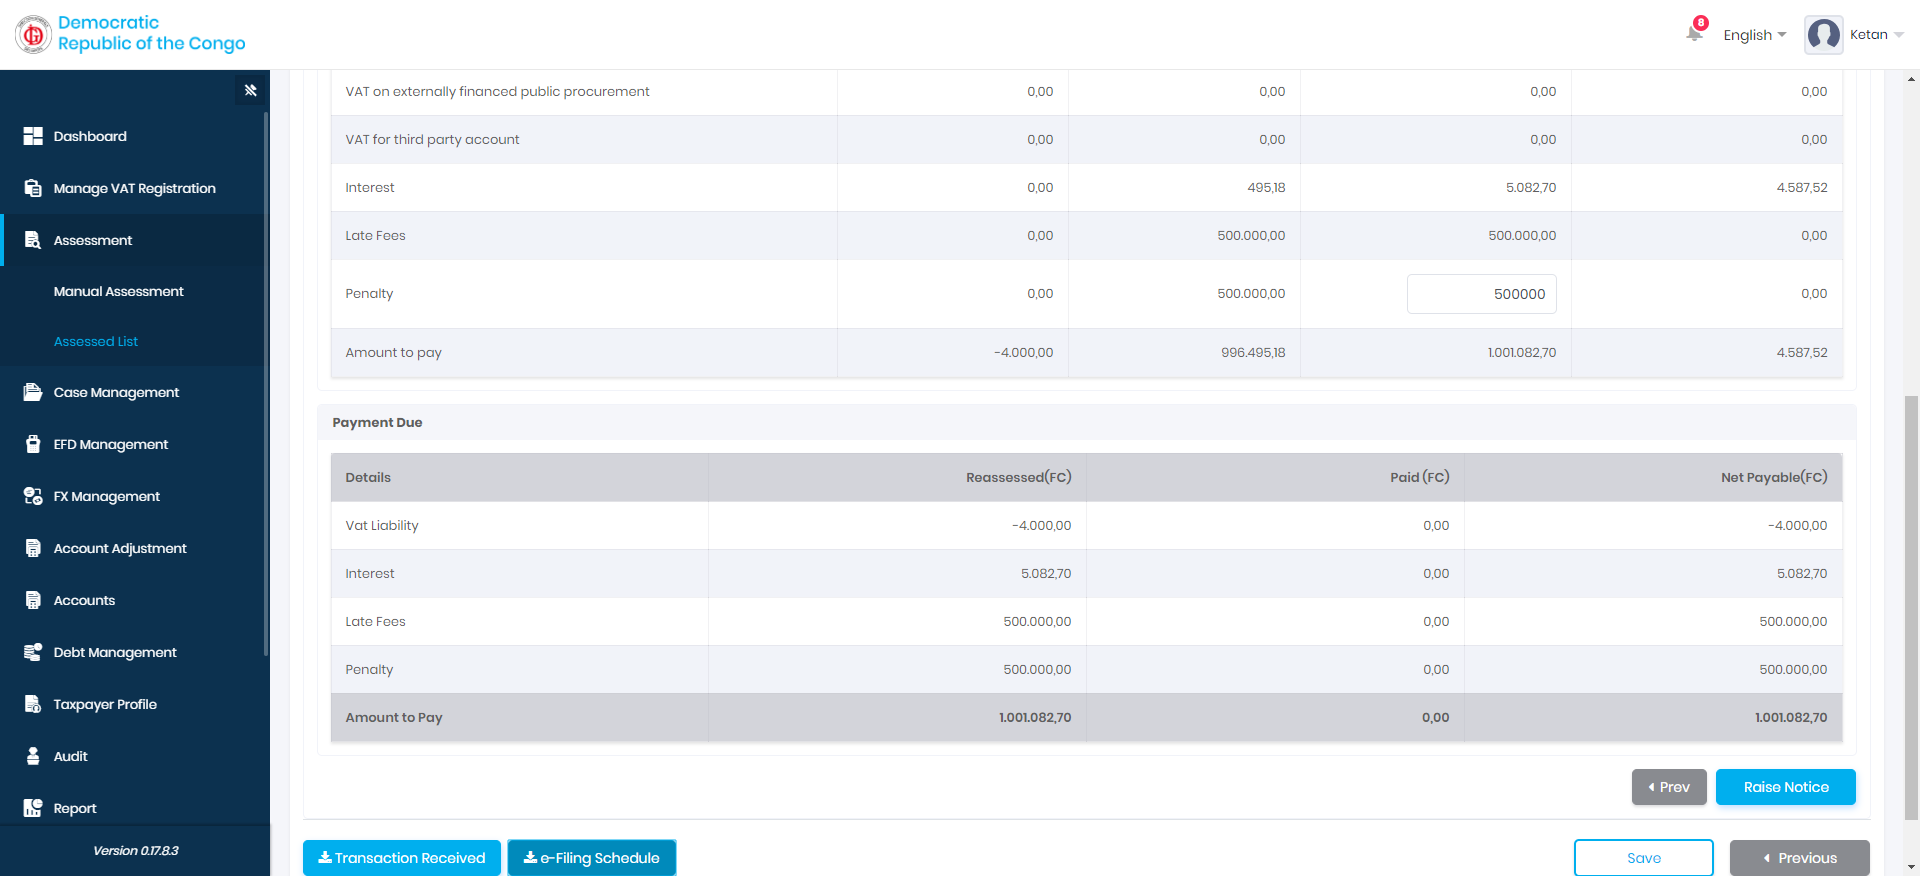 Democratic
Republic of the Congo
8
English
Ketan
Dashboard
Manage VAT Registration
Assessment
Manual Assessment
Assessed List
Case Management
EFD Management
FX Management
Account Adjustment
Accounts
Debt Management
Taxpayer Profile
Audit
Report
Version 0.17.8.3
VAT on externally financed public procurement 0,00 0,00 0,00 0,00
VAT for third party account 0,00 0,00 0,00 0,00
Interest 0,00 495,18 5.082,70 4.587,52
Late Fees 0,00 500.000,00 500.000,00 0,00
Penalty 0,00 500.000,00 500000 0,00
Amount to pay -4.000,00 996.495,18 1.001.082,70 4.587,52
Payment Due
Details Reassessed(FC) Paid (FC) Net Payable(FC)
Vat Liability -4.000,00 0,00 -4.000,00
Interest 5.082,70 0,00 5.082,70
Late Fees 500.000,00 0,00 500.000,00
Penalty 500.000,00 0,00 500.000,00
Amount to Pay 1.001.082,70 0,00 1.001.082,70
Prev Raise Notice
Transaction Received e-Filing Schedule Save Previous